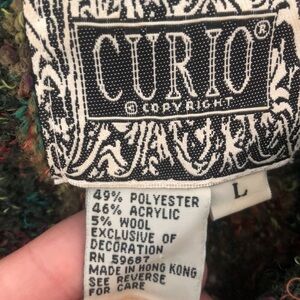 CURIO®
© COPYRIGHT
L
49% POLYESTER
46% ACRYLIC
5% WOOL
EXCLUSIVE OF
DECORATION
RN 59687
MADE IN HONG KONG
SEE REVERSE
FOR CARE